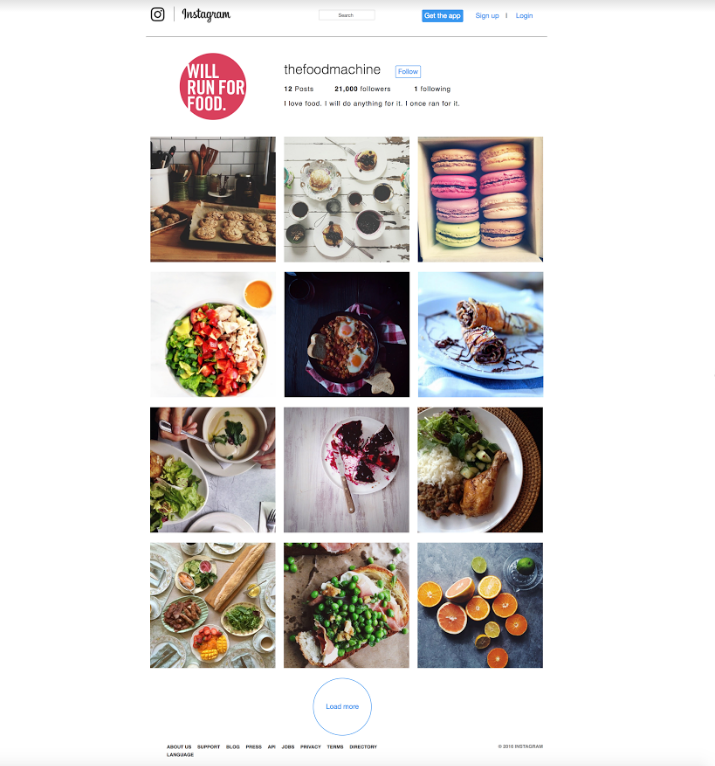 Instagram
Search
Get the app
Sign up
I
Login
WILL
RUN FOR
FOOD.
thefoodmachine
Follow
12 Posts 21,000 followers 1 following
I love food. I will do anything for it. I once ran for it.
Load more
ABOUT US SUPPORT BLOG PRESS API JOBS PRIVACY TERMS DIRECTORY
LANGUAGE
© 2016 INSTAGRAM